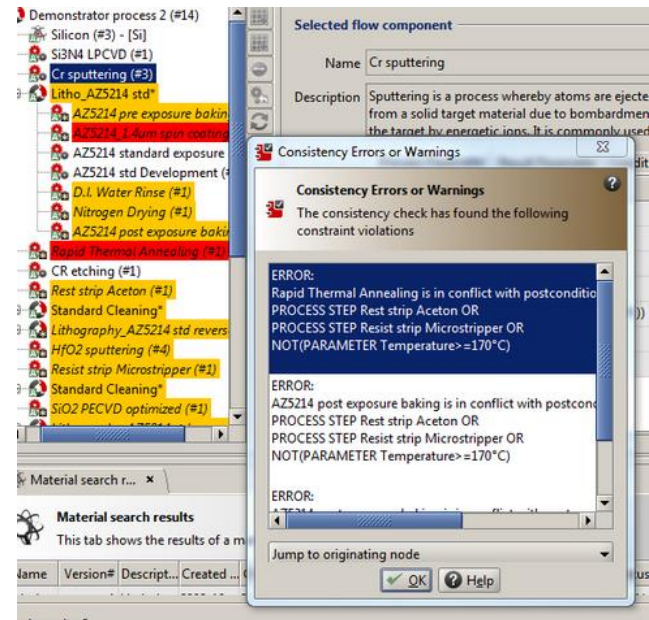 Demonstrator process 2 (#14)
Silicon (#3) - [Si]
Si3N4 LPCVD (#1)
Cr sputtering (#3)
Litho_AZ5214 std*
AZ5214 pre exposure bakin
AZ5214_1.4um spin coating
AZ5214 standard exposure
AZ5214 std Development (#
D.I. Water Rinse (#1)
Nitrogen Drying (#1)
AZ5214 post exposure bakin
Rapid Thermal Annealing (#1)
CR etching (#1)
Rest strip Aceton (#1)
Standard Cleaning*
Lithography_AZ5214 std revers
HfO2 sputtering (#4)
Resist strip Microstripper (#1)
Standard Cleaning*
SiO2 PECVD optimized (#1)
Selected flow component
Name Cr sputtering
Description Sputtering is a process whereby atoms are ejecte
from a solid target material due to bombardmen
the target by energetic ions. It is commonly used
Consistency Errors or Warnings
Consistency Errors or Warnings
The consistency check has found the following
constraint violations
ERROR:
Rapid Thermal Annealing is in conflict with postconditio
PROCESS STEP Rest strip Aceton OR
PROCESS STEP Resist strip Microstripper OR
NOT(PARAMETER Temperature>=170°C)
ERROR:
AZ5214 post exposure baking is in conflict with postcond
PROCESS STEP Rest strip Aceton OR
PROCESS STEP Resist strip Microstripper OR
NOT(PARAMETER Temperature>=170°C)
ERROR:
Jump to originating node
OK Help
Material search r...
Material search results
This tab shows the results of a m
Name Version# Descript... Created ...